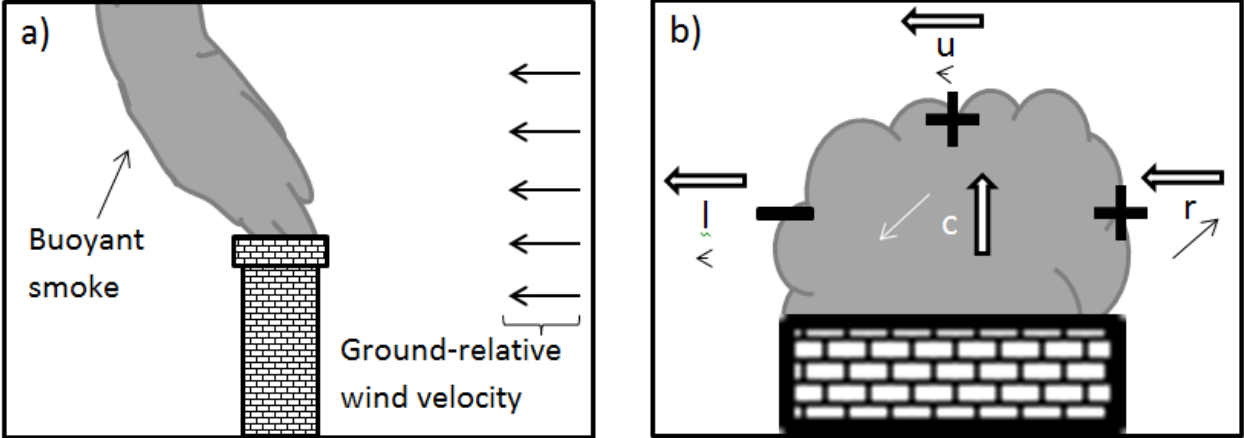 a)
Buoyant
smoke
Ground-relative
wind velocity
b)
u
l
c
r